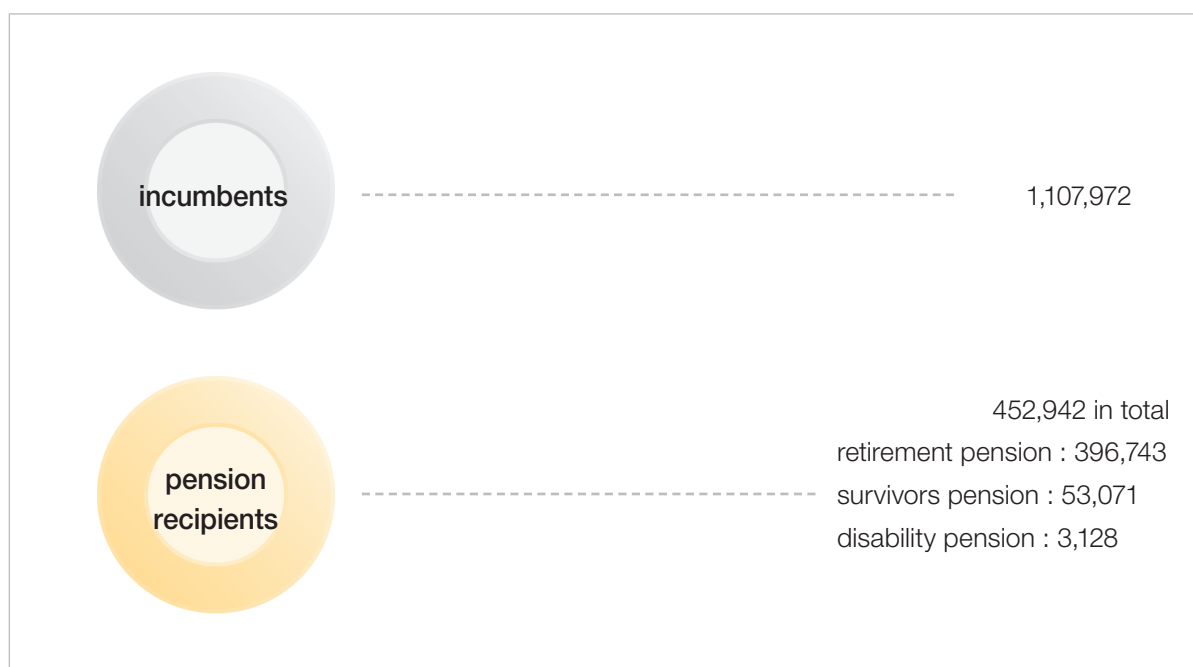 incumbents
1,107,972
pension
recipients
452,942 in total
retirement pension : 396,743
survivors pension : 53,071
disability pension : 3,128